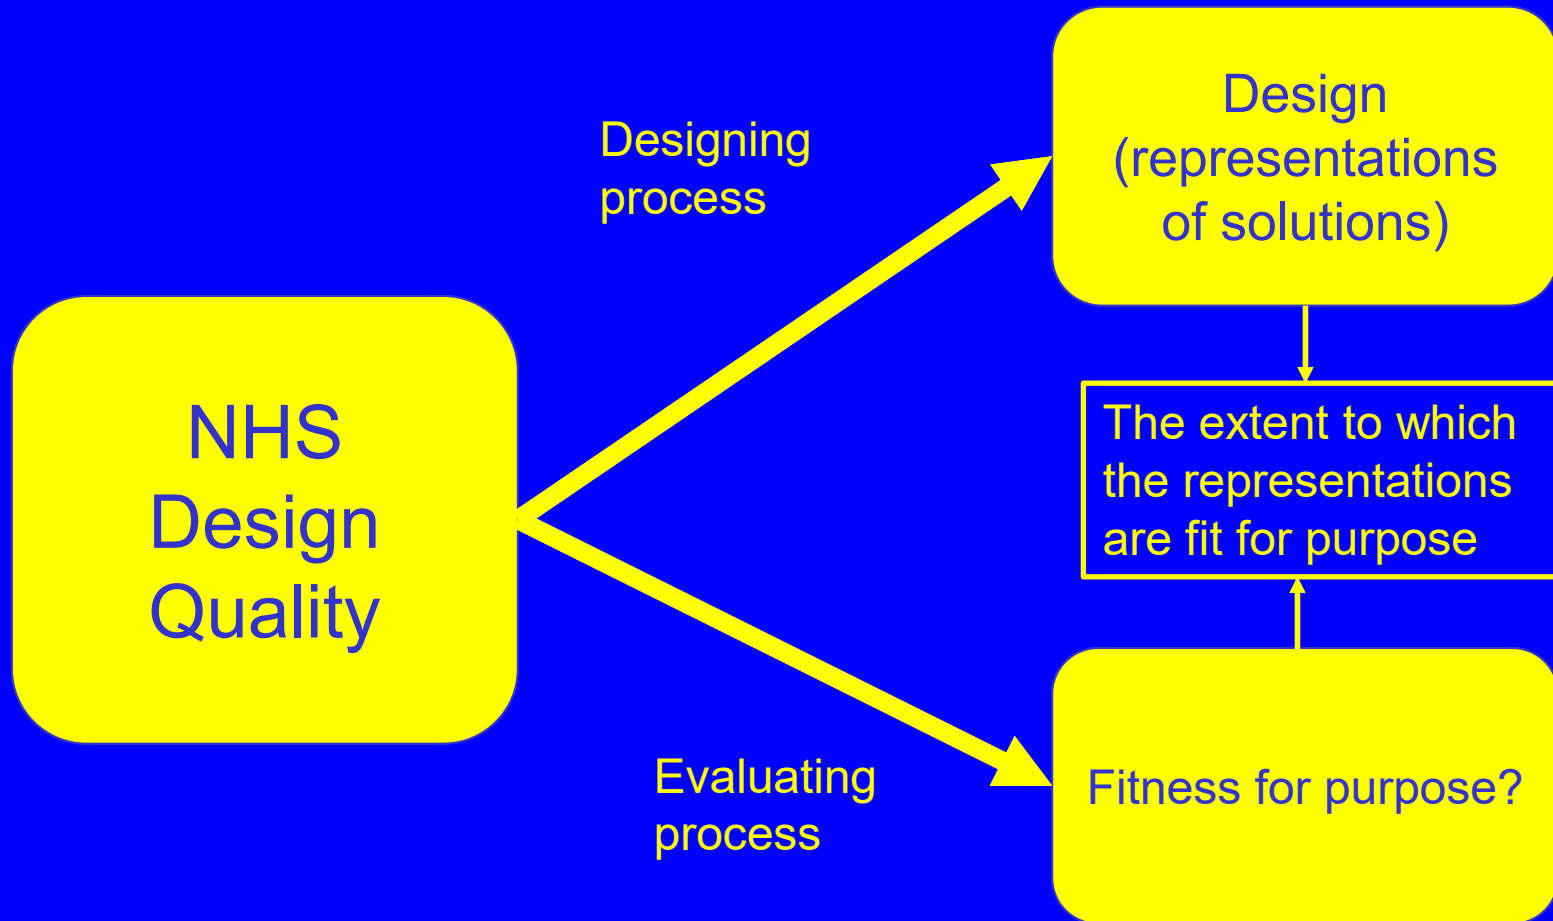 NHS
Design
Quality
Designing
process
Evaluating
process
Design
(representations
of solutions)
The extent to which
the representations
are fit for purpose
Fitness for purpose?